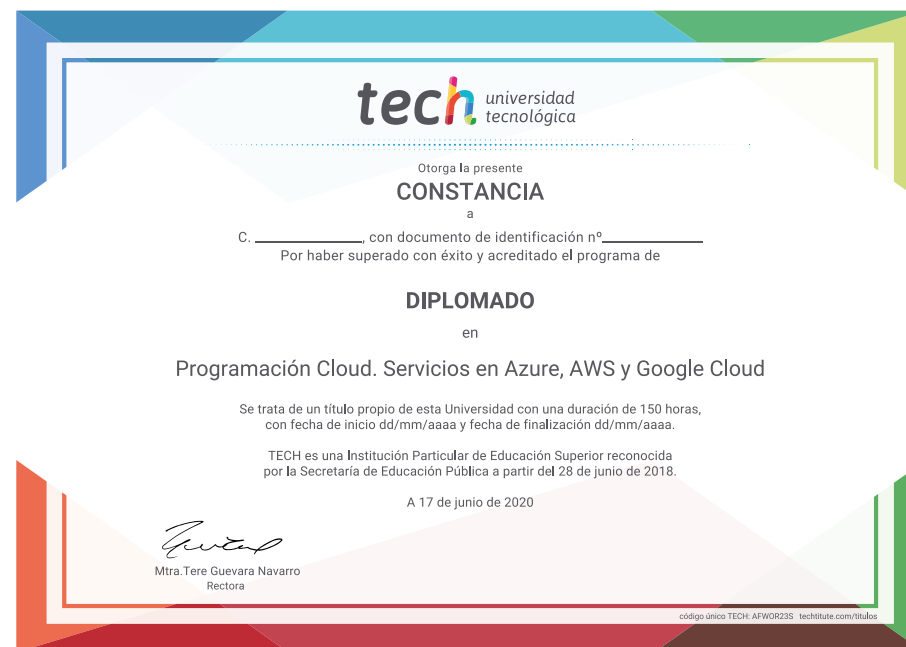 tech universidad
tecnológica
Otorga la presente
CONSTANCIA
a
C. ____________, con documento de identificación nº____________
Por haber superado con éxito y acreditado el programa de
DIPLOMADO
en
Programación Cloud. Servicios en Azure, AWS y Google Cloud
Se trata de un título propio de esta Universidad con una duración de 150 horas,
con fecha de inicio dd/mm/aaaa y fecha de finalización dd/mm/aaaa.
TECH es una Institución Particular de Educación Superior reconocida
por la Secretaría de Educación Pública a partir del 28 de junio de 2018.
A 17 de junio de 2020
Mtra.Tere Guevara Navarro
Rectora
código único TECH: AFWOR23S techtitute.com/titulos